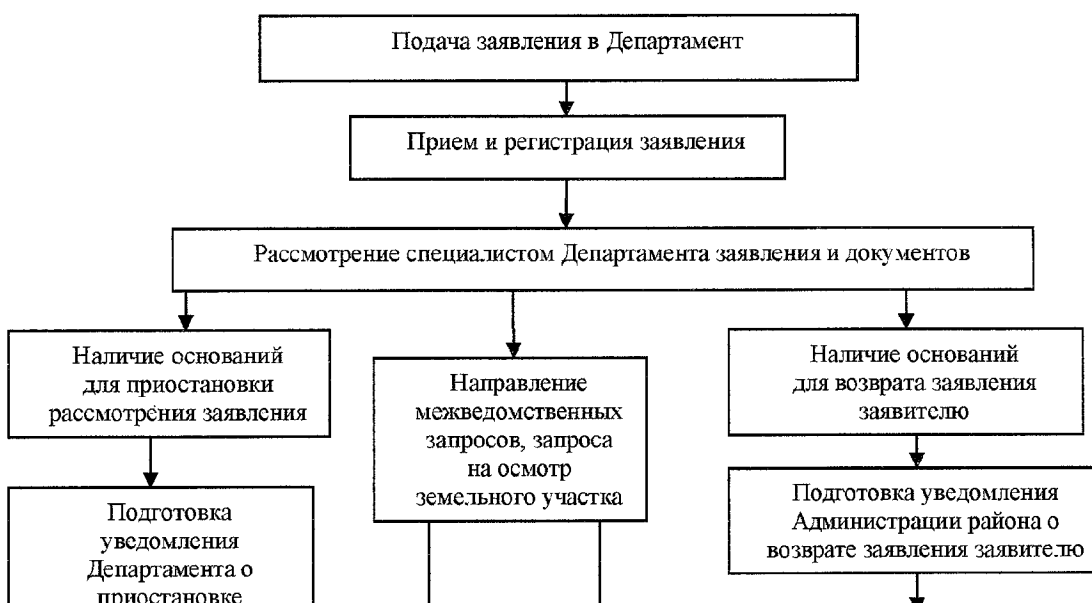 Подача заявления в Департамент
Прием и регистрация заявления
Рассмотрение специалистом Департамента заявления и документов
Наличие оснований
для приостановки
рассмотрения заявления
Направление
межведомственных
запросов, запроса
на осмотр
земельного участка
Наличие оснований
для возврата заявления
заявителю
Подготовка
уведомления
Департамента о
приостановке
Подготовка уведомления
Администрации района о
возврате заявления заявителю